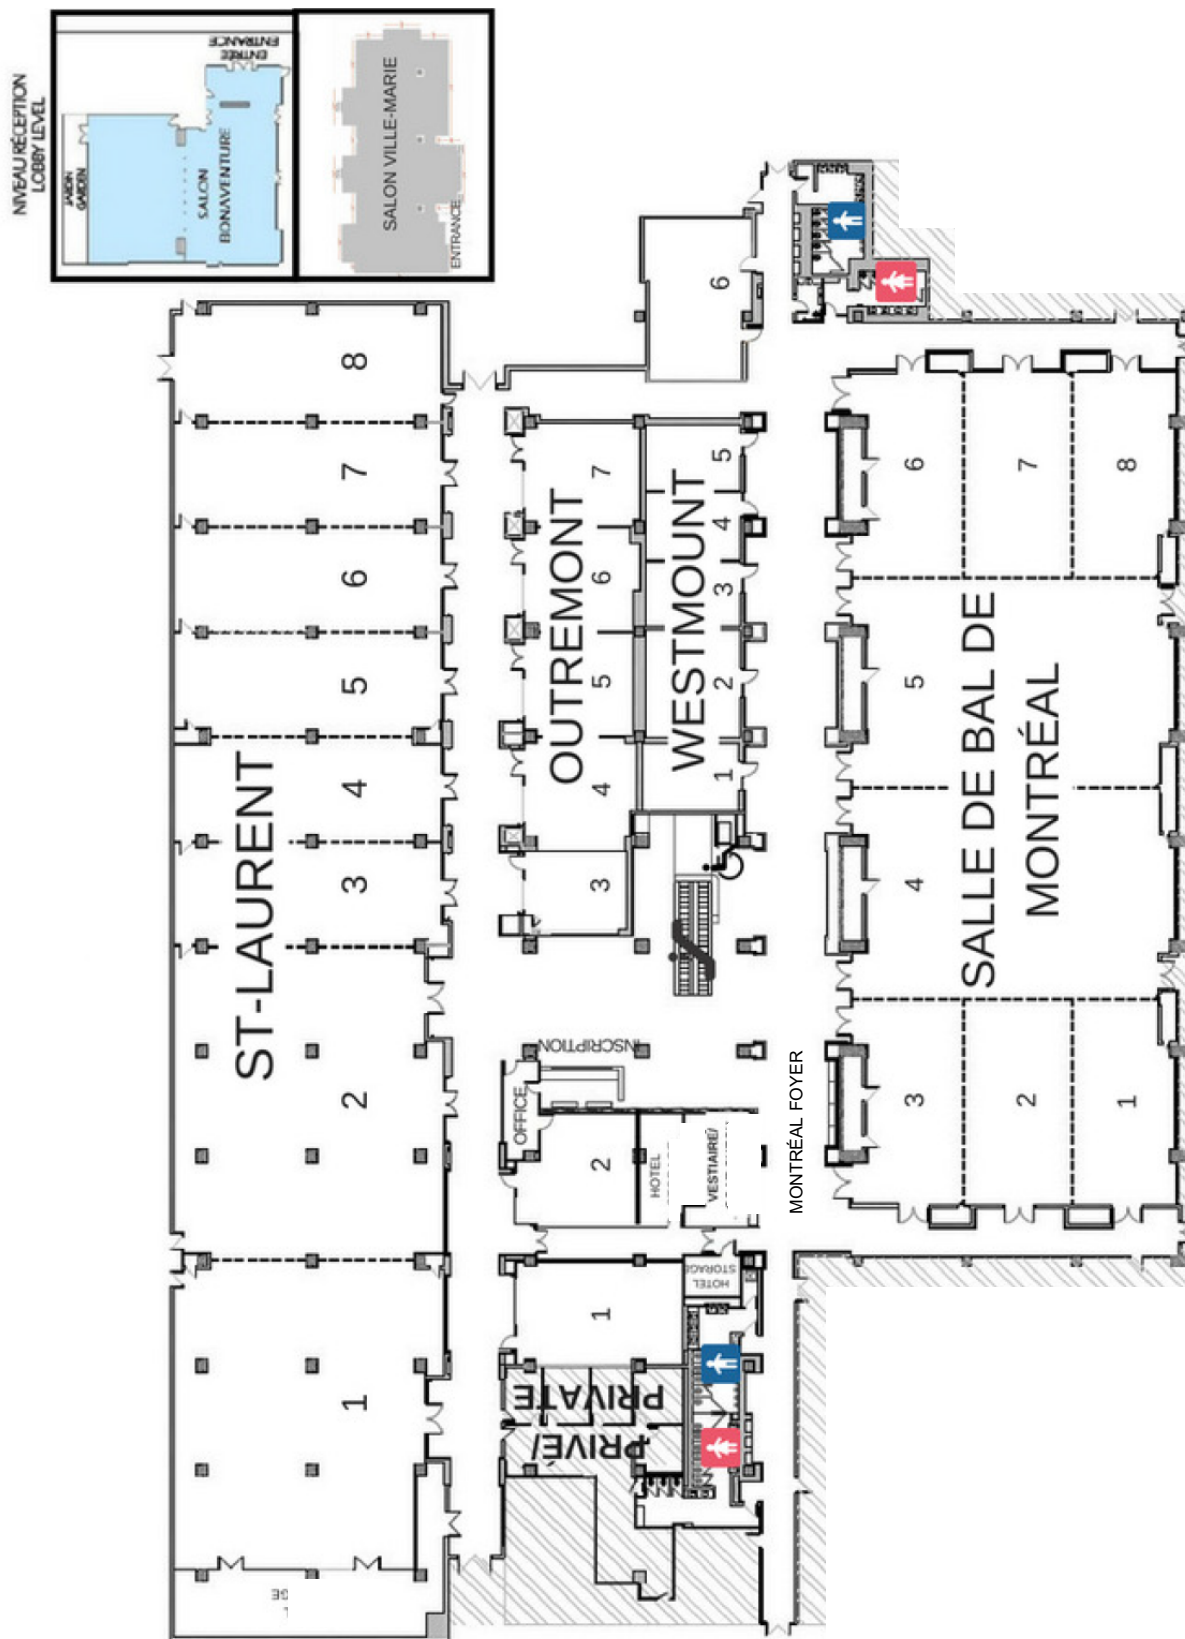 NIVEAU RÉCEPTION
LOBBY LEVEL
ENTRÉE
ENTRANCE
JARDIN
GARDEN
SALON
BONAVENTURE
SALON VILLE-MARIE
ENTRANCE
ST-LAURENT
8
7
6
5
4
3
2
1
OUTREMONT
7
6
5
4
3
2
1
WESTMOUNT
6
5
4
3
2
1
SALLE DE BAL DE
MONTRÉAL
6
7
8
5
4
3
2
1
INSCRIPTION
OFFICE
HOTEL
VESTIAIRE/
MONTRÉAL FOYER
HOTEL
STORAGE
PRIVÉ/
PRIVATE